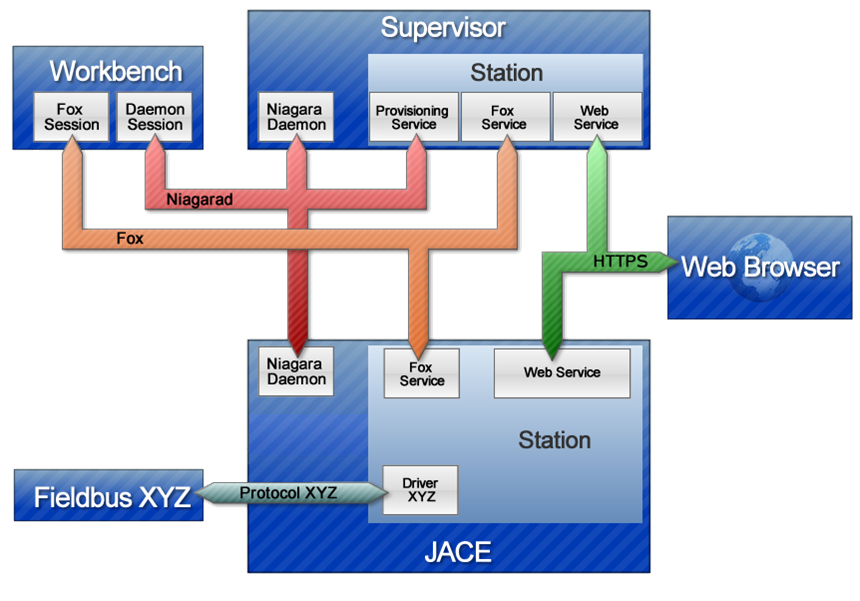 Supervisor
Workbench
Station
Fox
Session
Daemon
Session
Niagara
Daemon
Provisioning
Service
Fox
Service
Web
Service
Niagarad
Fox
HTTPS
Web Browser
Niagara
Daemon
Fox
Service
Web Service
Station
Driver
XYZ
Fieldbus XYZ
Protocol XYZ
JACE